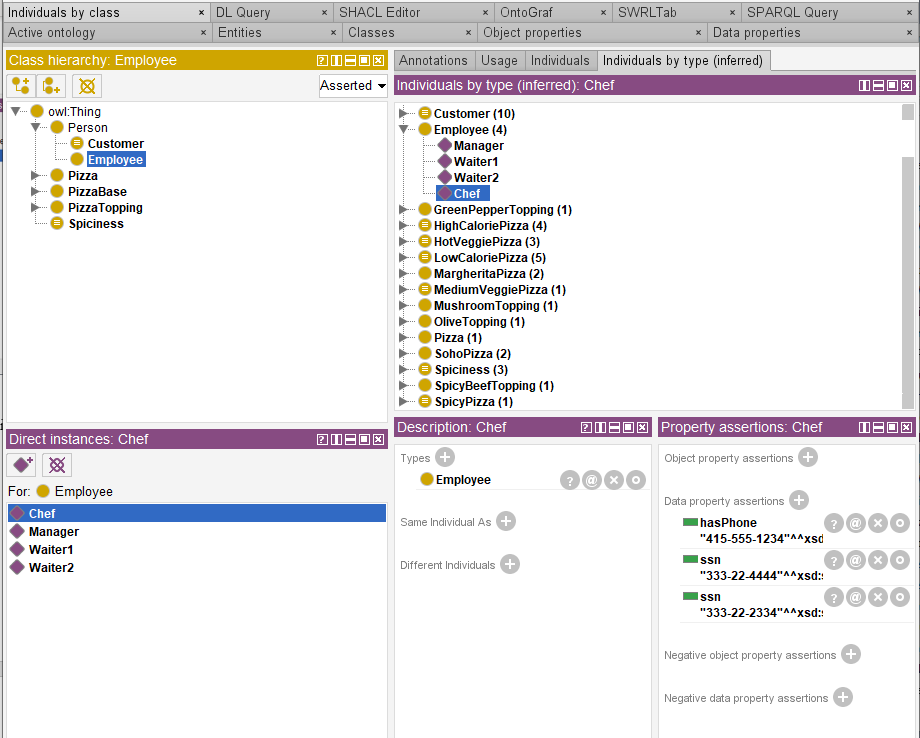 Individuals by class × DL Query × SHACL Editor × OntoGraf × SWRLTab × SPARQL Query ×
Active ontology × Entities × Classes × Object properties × Data properties ×
Class hierarchy: Employee
Asserted
owl:Thing
Person
Customer
Employee
Pizza
PizzaBase
PizzaTopping
Spiciness
Annotations Usage Individuals Individuals by type (inferred)
Individuals by type (inferred): Chef
Customer (10)
Employee (4)
Manager
Waiter1
Waiter2
Chef
GreenPepperTopping (1)
HighCaloriePizza (4)
HotVeggiePizza (3)
LowCaloriePizza (5)
MargheritaPizza (2)
MediumVeggiePizza (1)
MushroomTopping (1)
OliveTopping (1)
Pizza (1)
SohoPizza (2)
Spiciness (3)
SpicyBeefTopping (1)
SpicyPizza (1)
Direct instances: Chef
For: Employee
Chef
Manager
Waiter1
Waiter2
Description: Chef
Types
Employee
Same Individual As
Different Individuals
Property assertions: Chef
Object property assertions
Data property assertions
hasPhone
"415-555-1234"^^xsd
ssn
"333-22-4444"^^xsd:s
ssn
"333-22-2334"^^xsd:s
Negative object property assertions
Negative data property assertions